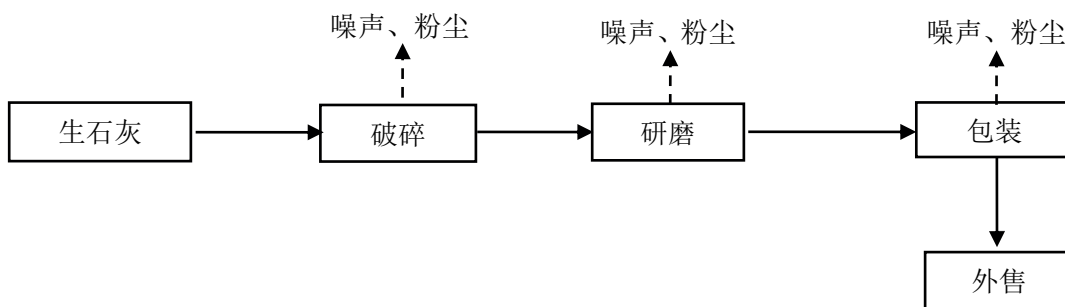 噪声、粉尘
噪声、粉尘
噪声、粉尘
生石灰
破碎
研磨
包装
外售